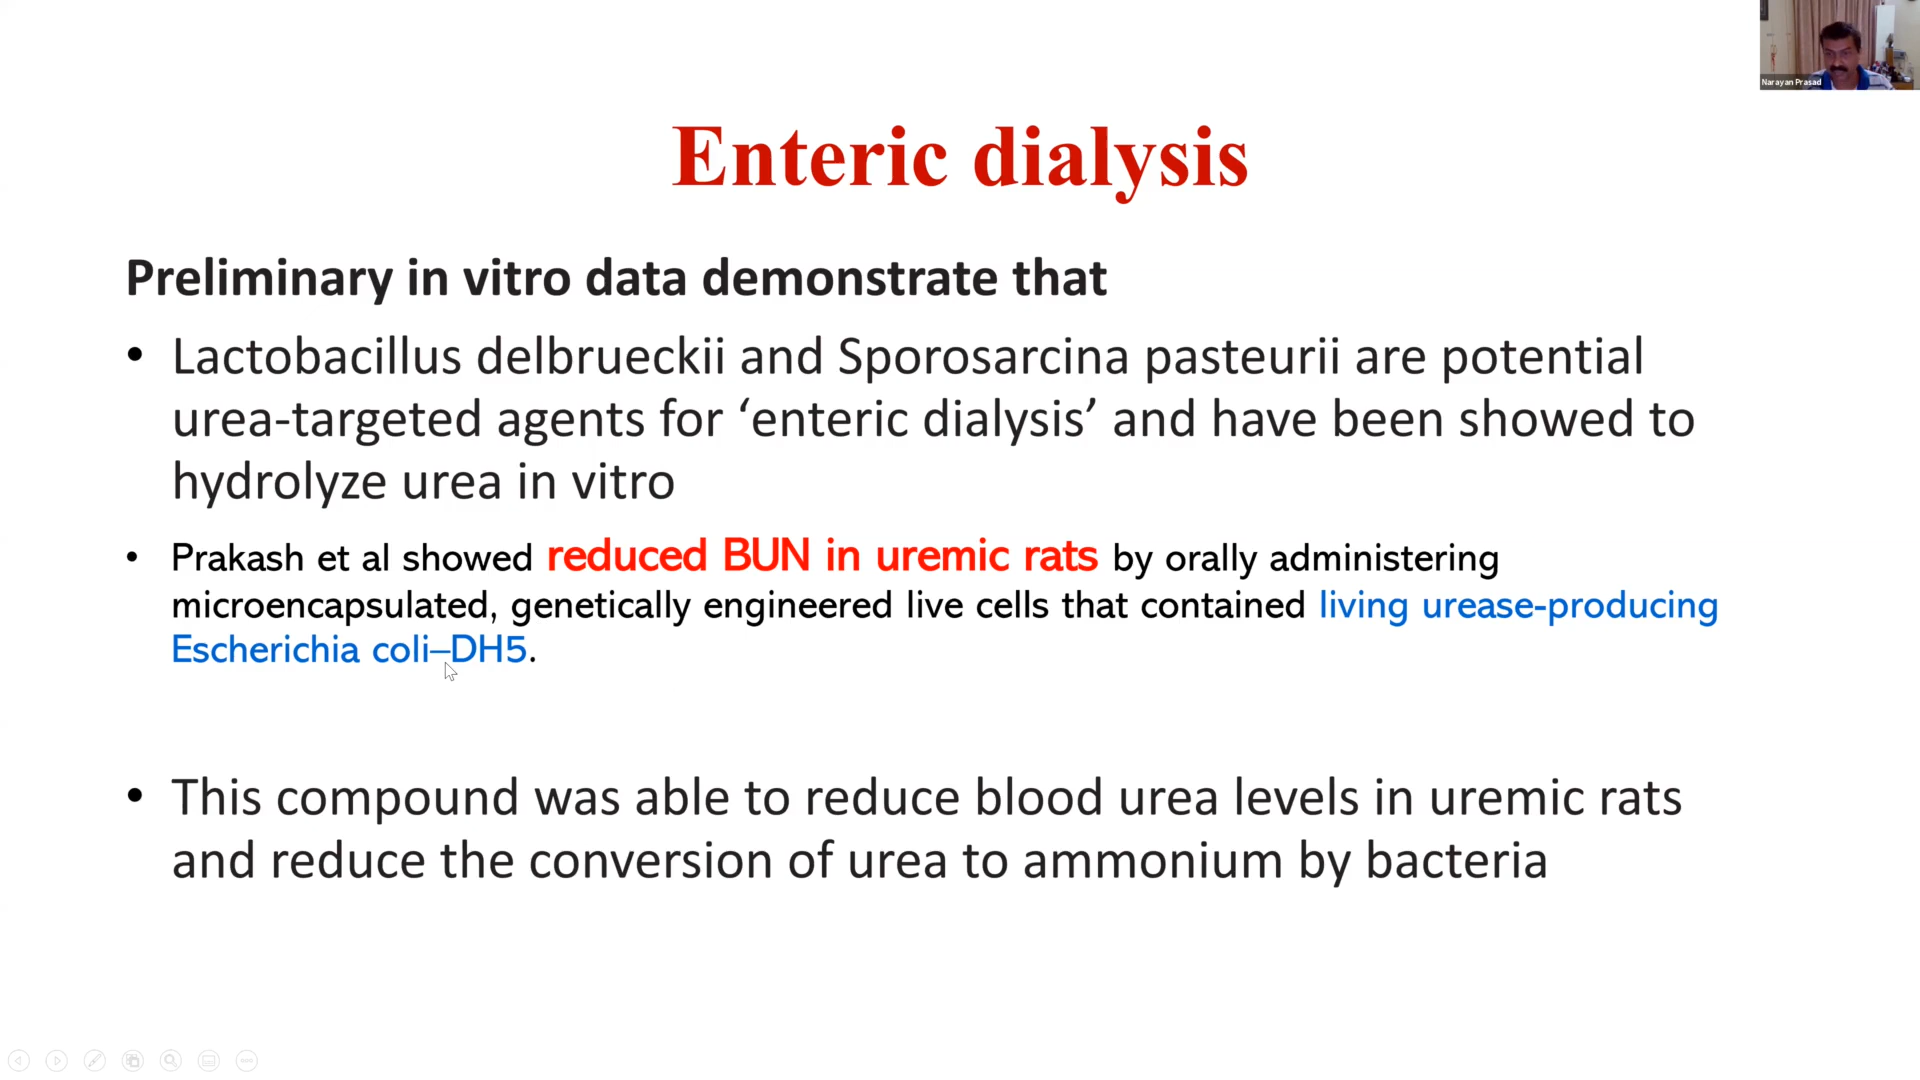 Narayan Prasad
Enteric dialysis
Preliminary in vitro data demonstrate that
• Lactobacillus delbrueckii and Sporosarcina pasteurii are potential
urea-targeted agents for ‘enteric dialysis’ and have been showed to
hydrolyze urea in vitro
• Prakash et al showed reduced BUN in uremic rats by orally administering
microencapsulated, genetically engineered live cells that contained living urease-producing
Escherichia coli–DH5.
• This compound was able to reduce blood urea levels in uremic rats
and reduce the conversion of urea to ammonium by bacteria